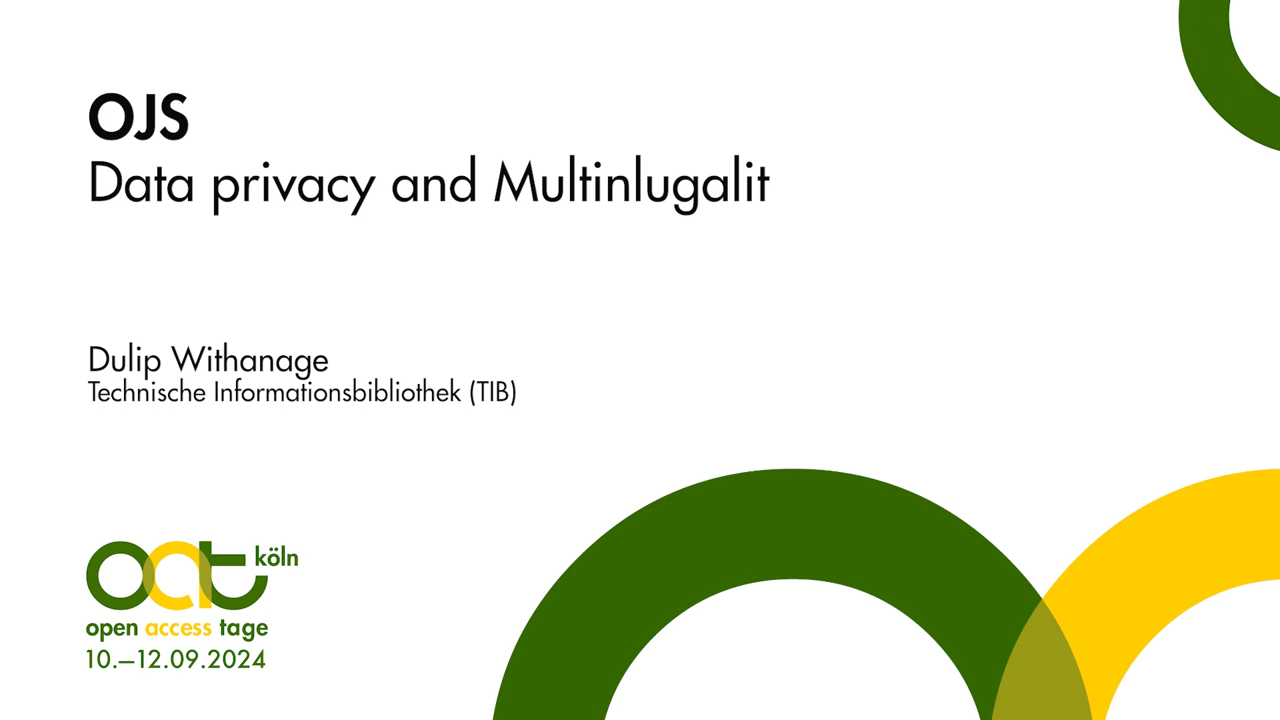 OJS
Data privacy and Multinlugalit
Dulip Withanage
Technische Informationsbibliothek (TIB)
oat köln
open access tage
10.–12.09.2024